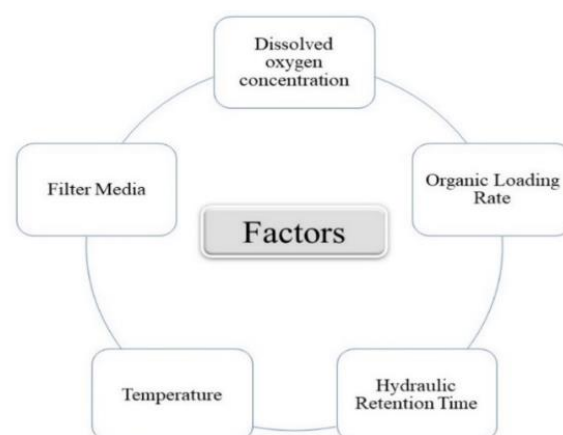 Dissolved
oxygen
concentration
Filter Media
Organic Loading
Rate
Factors
Temperature
Hydraulic
Retention Time